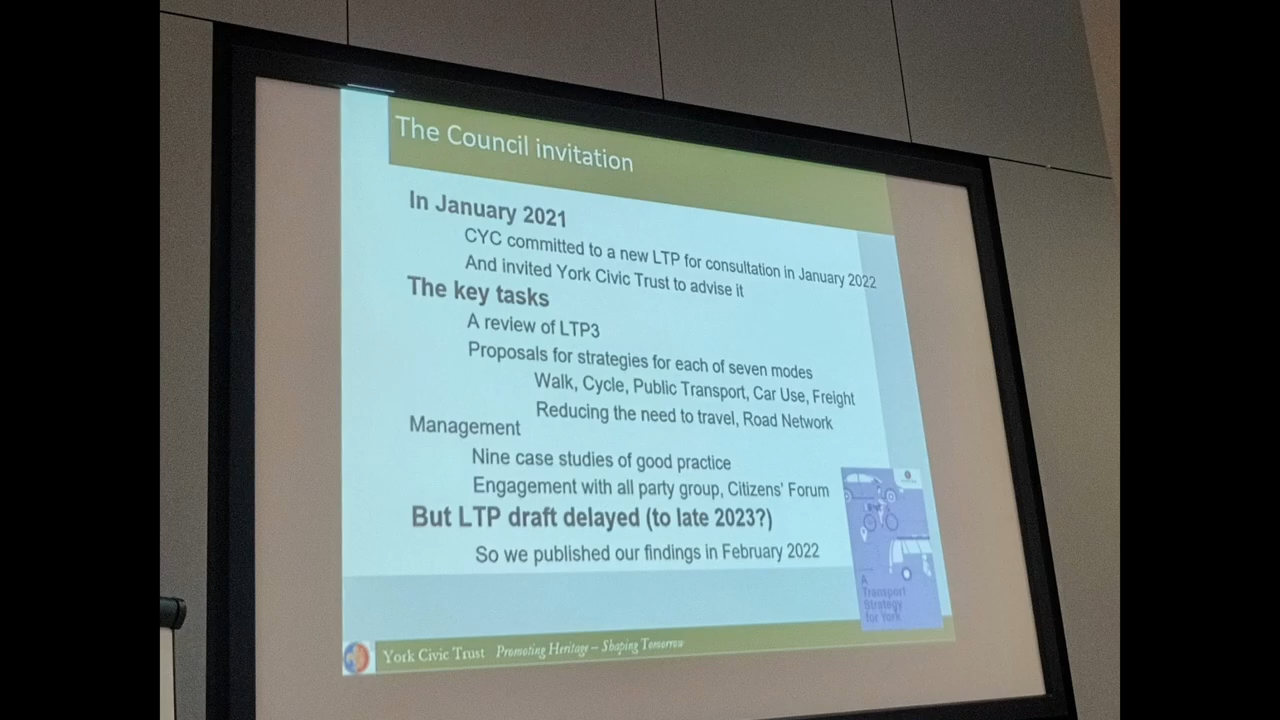 The Council invitation
In January 2021
CYC committed to a new LTP for consultation in January 2022
And invited York Civic Trust to advise it
The key tasks
A review of LTP3
Proposals for strategies for each of seven modes
Walk, Cycle, Public Transport, Car Use, Freight
Reducing the need to travel, Road Network
Management
Nine case studies of good practice
Engagement with all party group, Citizens' Forum
But LTP draft delayed (to late 2023?)
So we published our findings in February 2022
A
Transport
Strategy
for York
York Civic Trust Promoting Heritage – Shaping Tomorrow